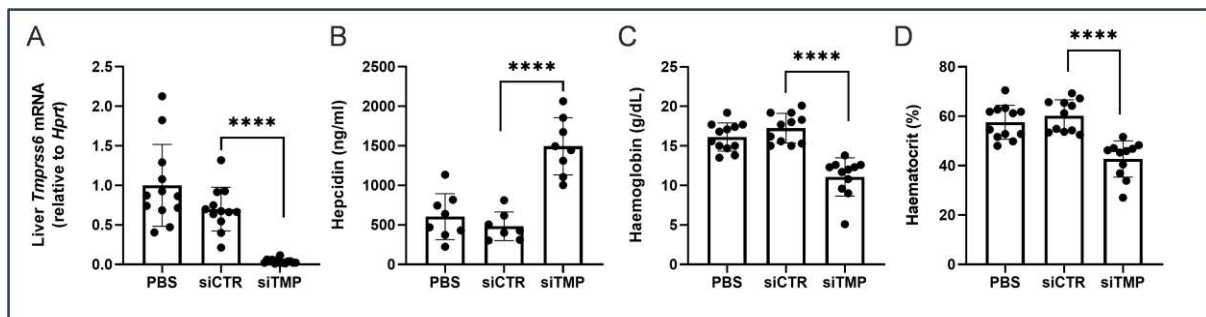 A
Liver Tmprss6 mRNA
(relative to Hprt)
2.5
2.0
1.5
1.0
0.5
0.0
****
PBS siCTR siTMP
B
Hepcidin (ng/ml)
2500
2000
1500
1000
500
0
****
PBS siCTR siTMP
C
Haemoglobin (g/dL)
25
20
15
10
5
0
****
PBS siCTR siTMP
D
Haematocrit (%)
80
60
40
20
0
****
PBS siCTR siTMP